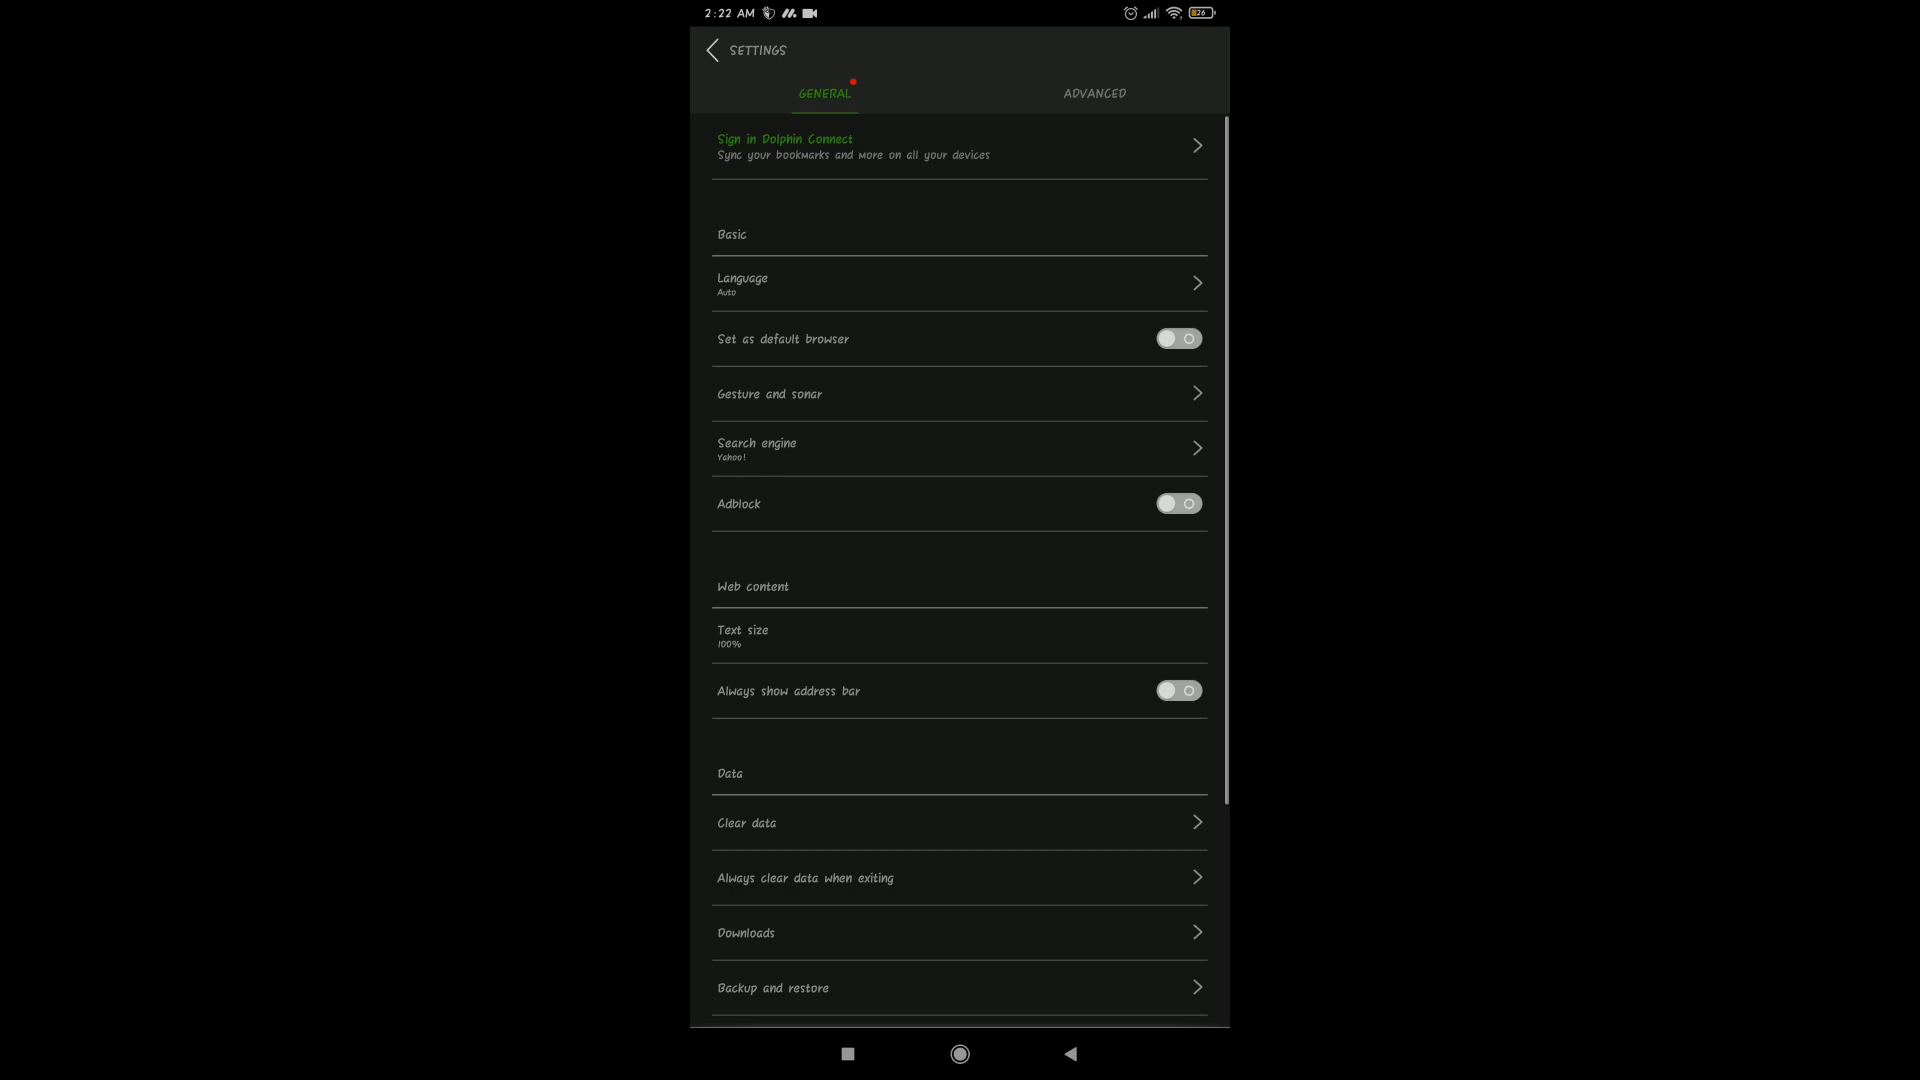 2:22 AM
26
SETTINGS
GENERAL
ADVANCED
Sign in Dolphin Connect
Sync your bookmarks and more on all your devices
Basic
Language
Auto
Set as default browser
Gesture and sonar
Search engine
Yahoo!
Adblock
Web content
Text size
100%
Always show address bar
Data
Clear data
Always clear data when exiting
Downloads
Backup and restore